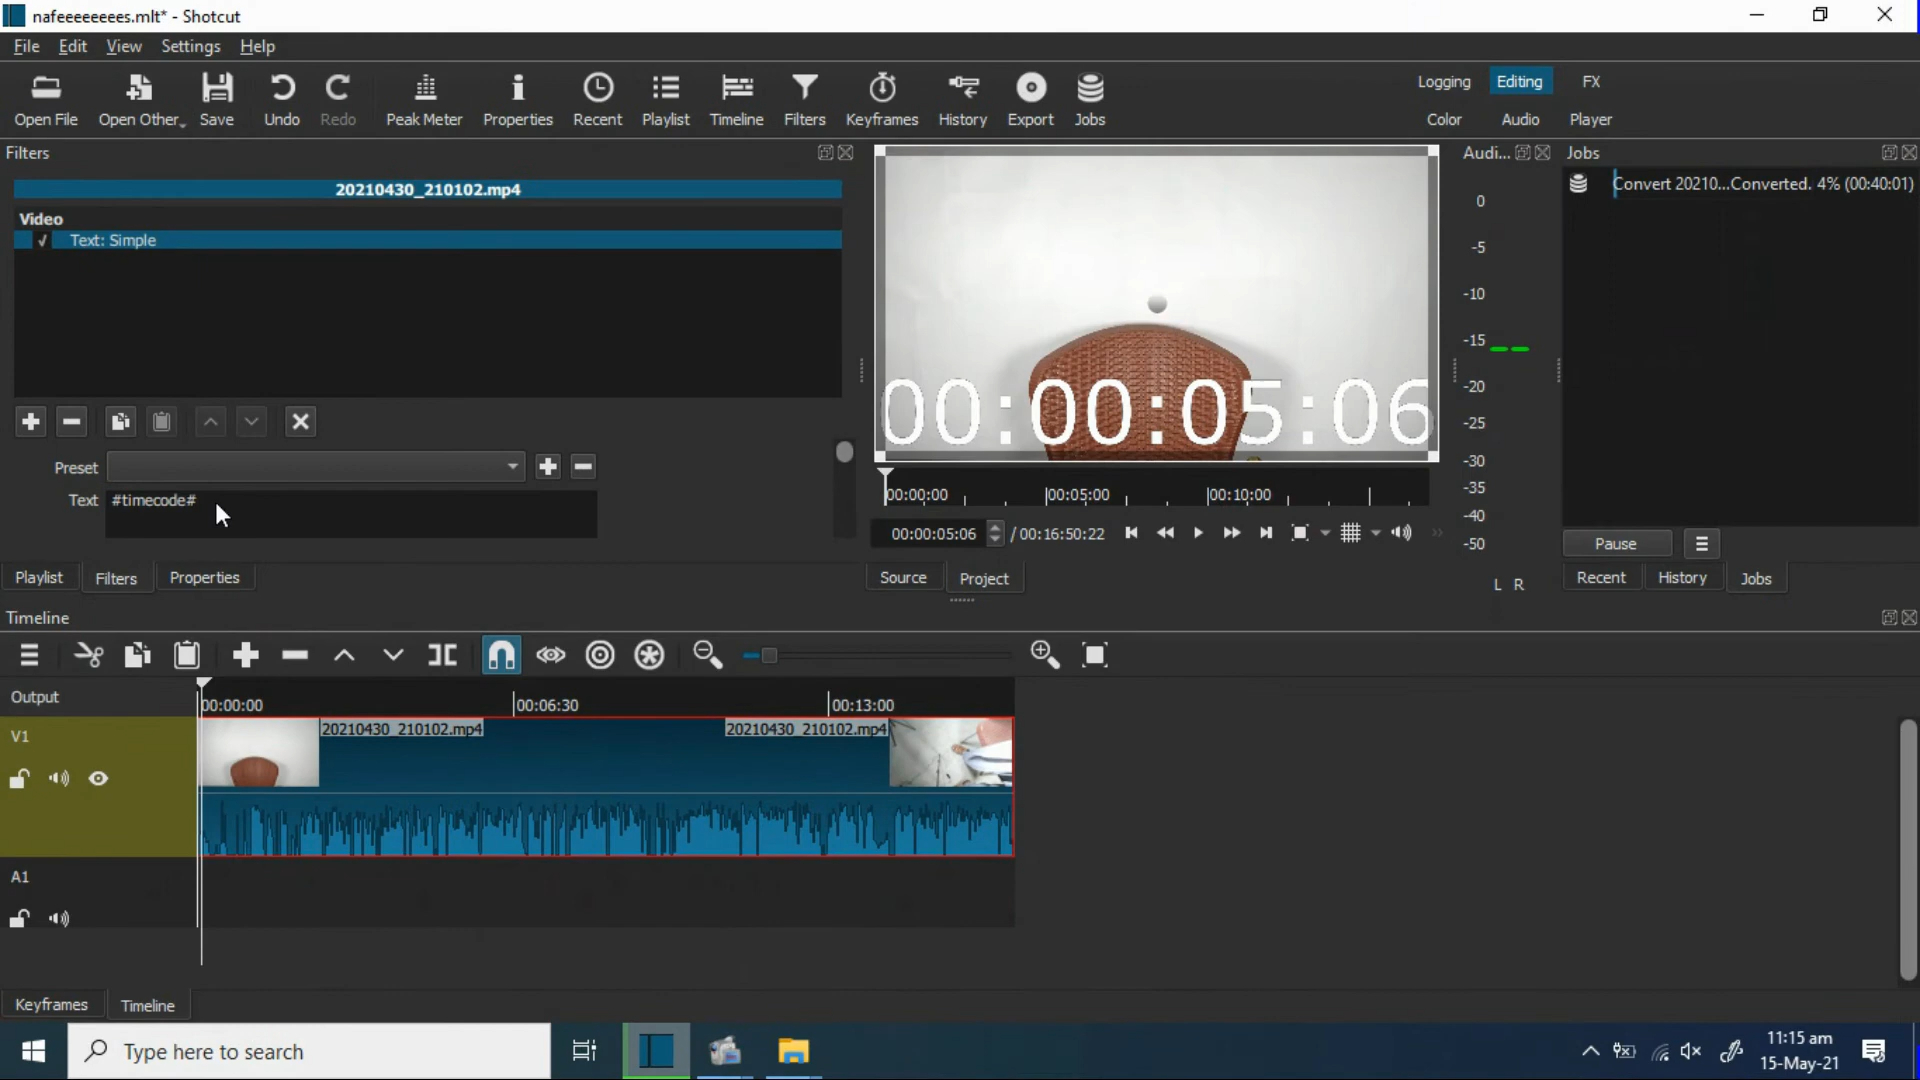 nafeeeeeeees.mlt* - Shotcut
File Edit View Settings Help
Open File Open Other Save Undo Redo Peak Meter Properties Recent Playlist Timeline Filters Keyframes History Export Jobs
Logging Editing FX
Color Audio Player
Filters
20210430_210102.mp4
Video
Text: Simple
Preset
Text #timecode#
Playlist Filters Properties
00:00:05:06
00:00:00 00:05:00 00:10:00
00:00:05:06 / 00:16:50:22
Source Project
Audi...
0
-5
-10
-15
-20
-25
-30
-35
-40
-50
L R
Jobs
Convert 20210...Converted. 4% (00:40:01)
Pause
Recent History Jobs
Timeline
Output
00:00:00 00:06:30 00:13:00
V1
20210430_210102.mp4 20210430_210102.mp4
A1
Keyframes Timeline
Type here to search
11:15 am
15-May-21